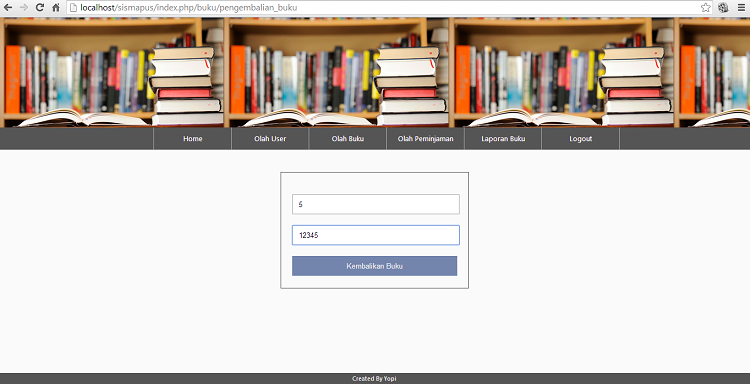 localhost/sismapus/index.php/buku/pengembalian_buku
Home Olah User Olah Buku Olah Peminjaman Laporan Buku Logout
5
12345
Kembalikan Buku
Created By Yopi